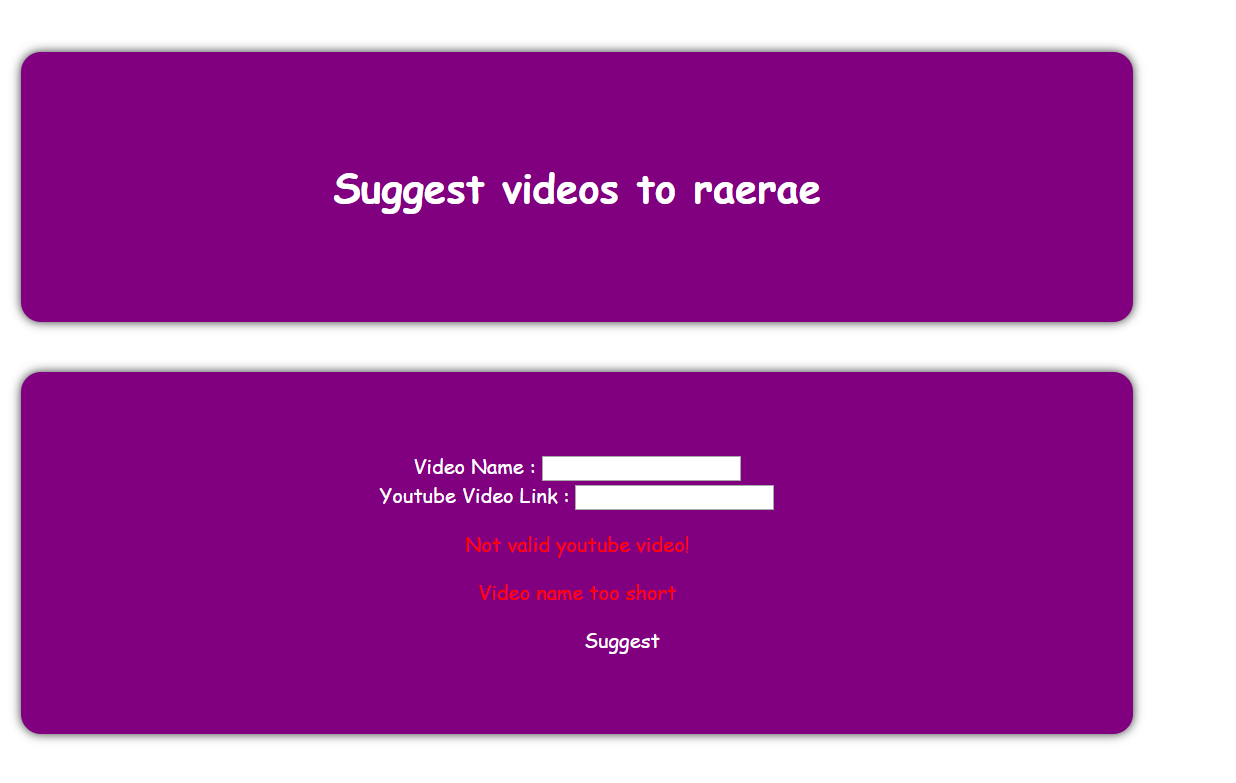 Suggest videos to raerae
Video Name :
Youtube Video Link :
Not valid youtube video!
Video name too short
Suggest